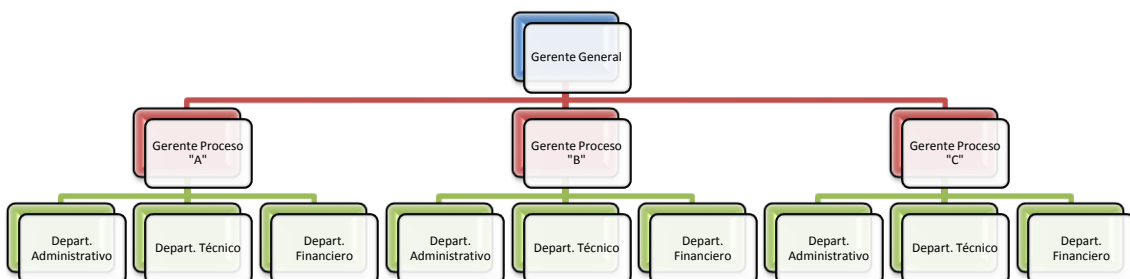 Gerente General
Gerente Proceso
"A"
Gerente Proceso
"B"
Gerente Proceso
"C"
Depart.
Administrativo
Depart. Técnico
Depart.
Financiero
Depart.
Administrativo
Depart. Técnico
Depart.
Financiero
Depart.
Administrativo
Depart. Técnico
Depart.
Financiero